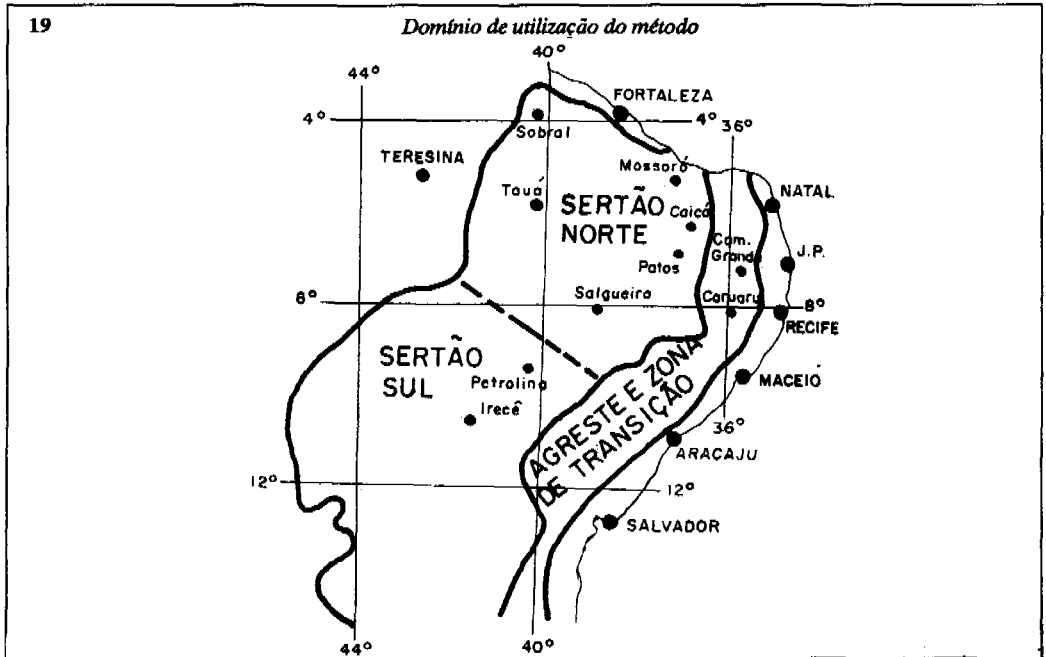 19
Domínio de utilização do método
40°
44°
FORTALEZA
4°
4°
36°
Sobral
TERESINA
Mossoró
Tauá
NATAL
SERTÃO
NORTE
Caicó
Cam.
Grande
J.P.
Patos
8°
Salgueiro
Caruaru
8°
RECIFE
SERTÃO
SUL
Petrolina
MACEIÓ
Irecê
AGRESTE E ZONA
DE TRANSIÇÃO
36°
ARAÇAJU
12°
12°
SALVADOR
44°
40°